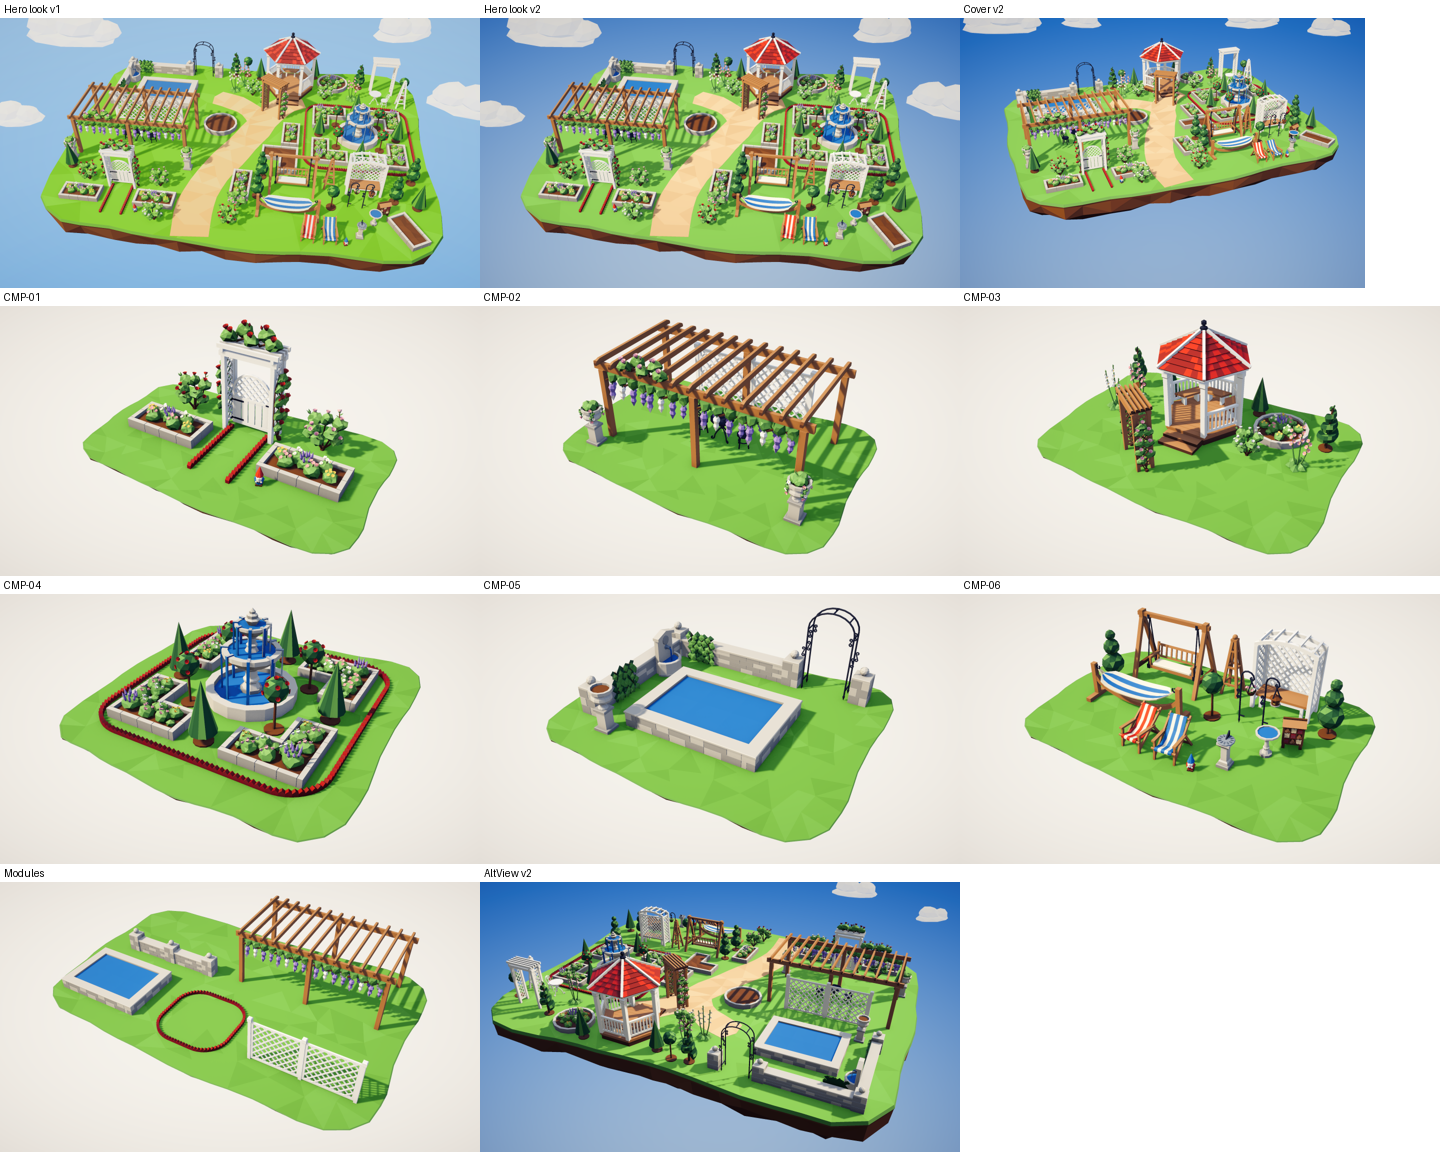 Hero look v1
Hero look v2
Cover v2
CMP-01
CMP-02
CMP-03
CMP-04
CMP-05
CMP-06
Modules
AltView v2